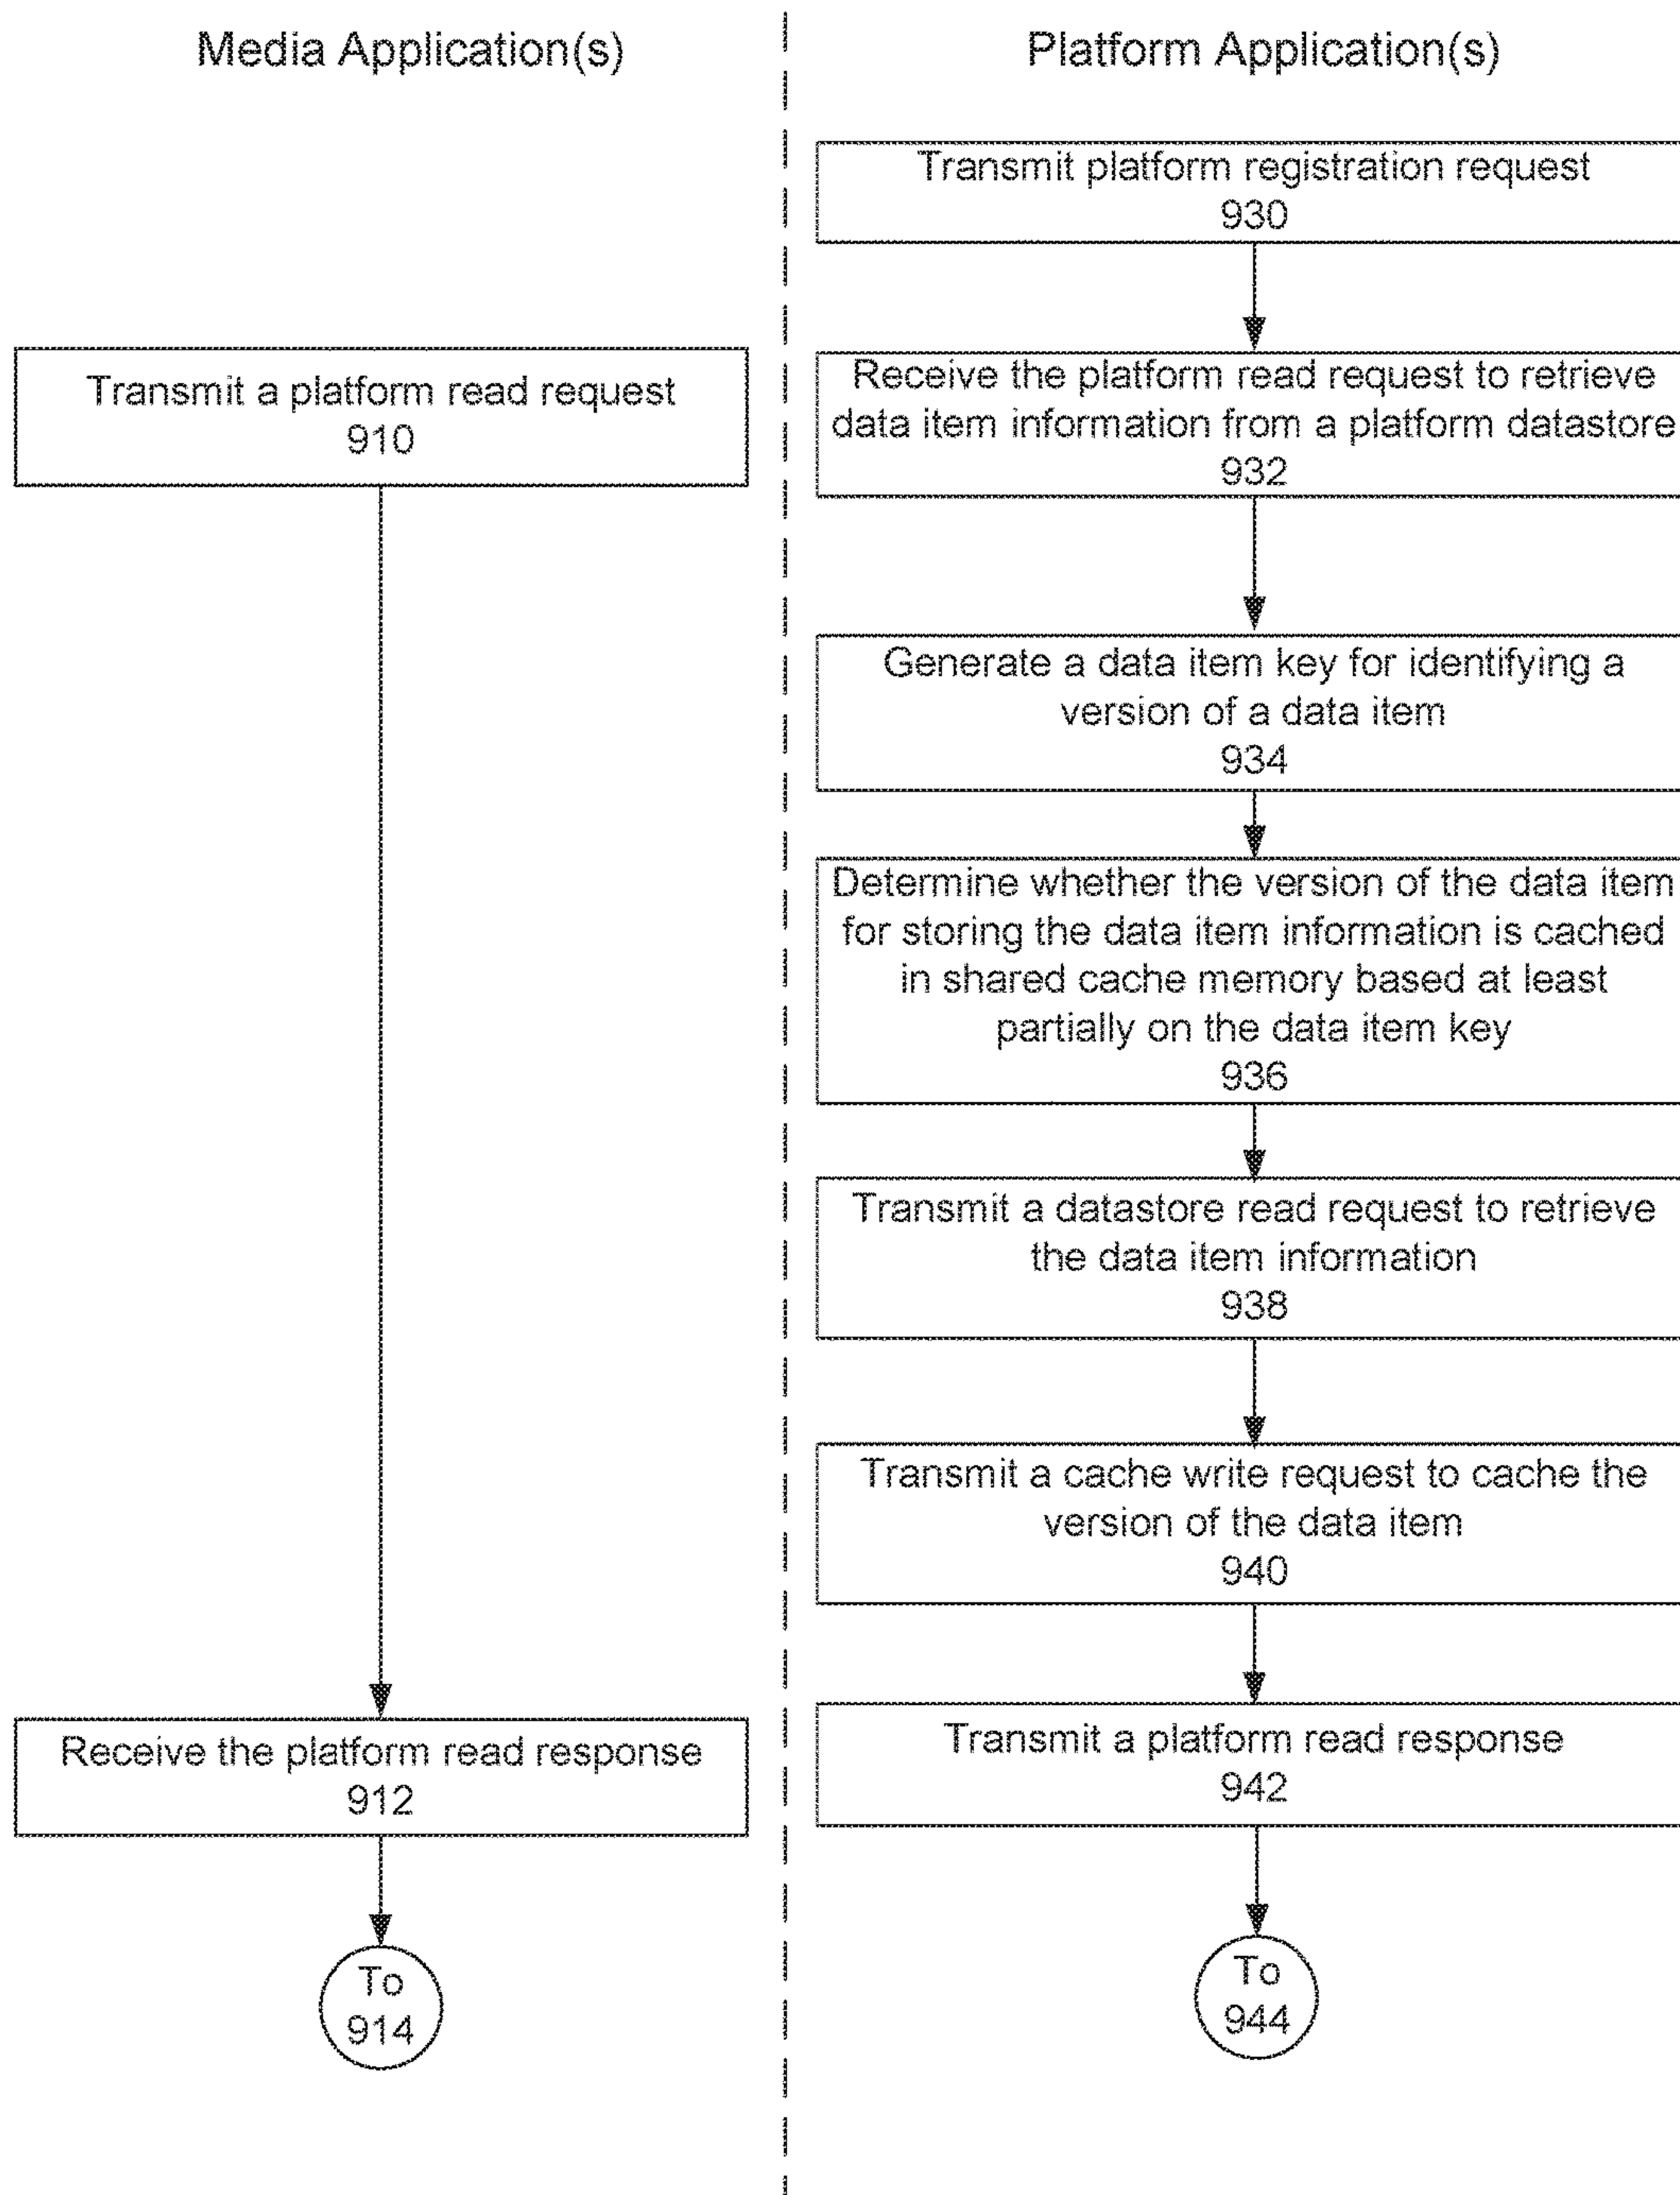 Media Application(s)
Platform Application(s)
Transmit platform registration request
930
Transmit a platform read request
910
Receive the platform read request to retrieve
data item information from a platform datastore
932
Generate a data item key for identifying a
version of a data item
934
Determine whether the version of the data item
for storing the data item information is cached
in shared cache memory based at least
partially on the data item key
936
Transmit a datastore read request to retrieve
the data item information
938
Transmit a cache write request to cache the
version of the data item
940
Receive the platform read response
912
Transmit a platform read response
942
To
914
To
944